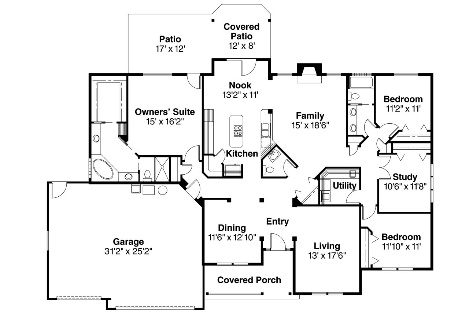 Patio
17' x 12'
Covered
Patio
12' x 8'
Nook
13'2" x 11'
Owners' Suite
15' x 16'2"
Family
15' x 18'6"
Bedroom
11'2" x 11'
Kitchen
Utility
Study
10'6" x 11'8"
Garage
31'2" x 25'2"
Dining
11'6" x 12'10"
Entry
Living
13' x 17'6"
Bedroom
11'10" x 11'
Covered Porch